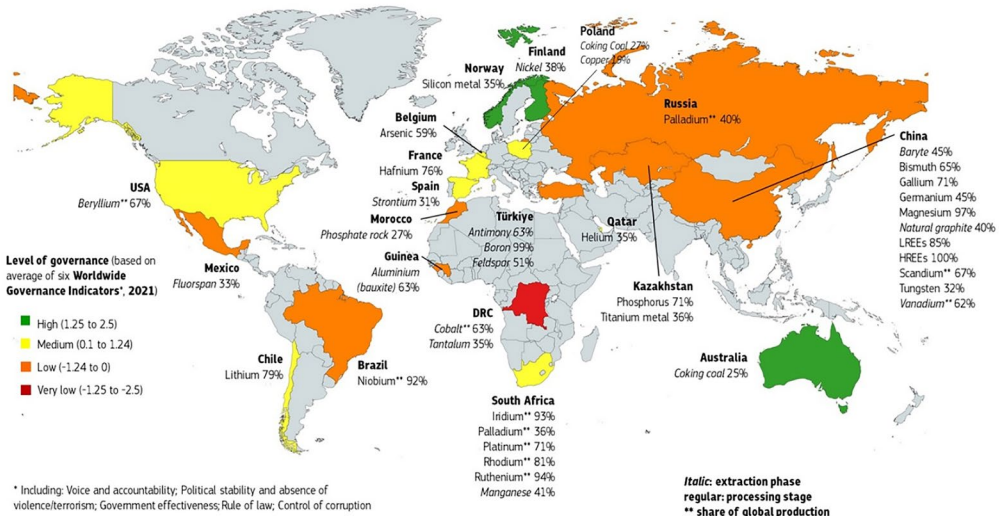 Poland
Coking Coal 27%
Copper 19%
Finland
Nickel 38%
Norway
Silicon metal 35%
Russia
Palladium** 40%
Belgium
Arsenic 59%
China
Baryte 45%
Bismuth 65%
Gallium 71%
Germanium 45%
Magnesium 97%
Natural graphite 40%
LREEs 85%
HREEs 100%
Scandium** 67%
Tungsten 32%
Vanadium** 62%
France
Hafnium 76%
Spain
Strontium 31%
USA
Beryllium** 67%
Morocco
Phosphate rock 27%
Türkiye
Antimony 63%
Boron 99%
Feldspar 51%
Qatar
Helium 35%
Guinea
Aluminium
(bauxite) 63%
Mexico
Fluorspar 33%
Kazakhstan
Phosphorus 71%
Titanium metal 36%
DRC
Cobalt** 63%
Tantalum 35%
Level of governance (based on
average of six Worldwide
Governance Indicators*, 2021)
High (1.25 to 2.5)
Medium (0.1 to 1.24)
Low (-1.24 to 0)
Very low (-1.25 to -2.5)
Chile
Lithium 79%
Brazil
Niobium** 92%
Australia
Coking coal 25%
South Africa
Iridium** 93%
Palladium** 36%
Platinum** 71%
Rhodium** 81%
Ruthenium** 94%
Manganese 41%
* Including: Voice and accountability; Political stability and absence of
violence/terrorism; Government effectiveness; Rule of law; Control of corruption
Italic: extraction phase
regular: processing stage
** share of global production